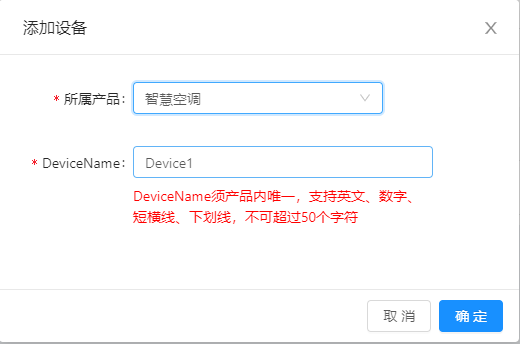 添加设备
* 所属产品: 智慧空调
* DeviceName: Device1
DeviceName须产品内唯一，支持英文、数字、
短横线、下划线，不可超过50个字符
取 消 确 定